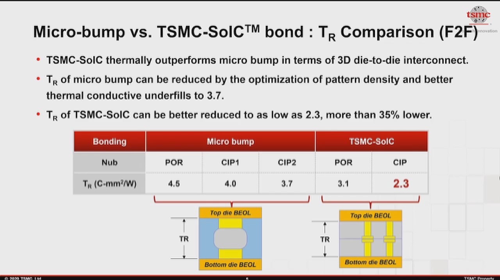 tsmc
Micro-bump vs. TSMC-SoIC™ bond : TR Comparison (F2F)
• TSMC-SoIC thermally outperforms micro bump in terms of 3D die-to-die interconnect.
• TR of micro bump can be reduced by the optimization of pattern density and better
thermal conductive underfills to 3.7.
• TR of TSMC-SoIC can be better reduced to as low as 2.3, more than 35% lower.
Bonding Micro bump TSMC-SoIC
Nub POR CIP1 CIP2 POR CIP
TR (C-mm²/W) 4.5 4.0 3.7 3.1 2.3
Top die BEOL Top die BEOL
TR TR
Bottom die BEOL Bottom die BEOL
TSMC, Ltd